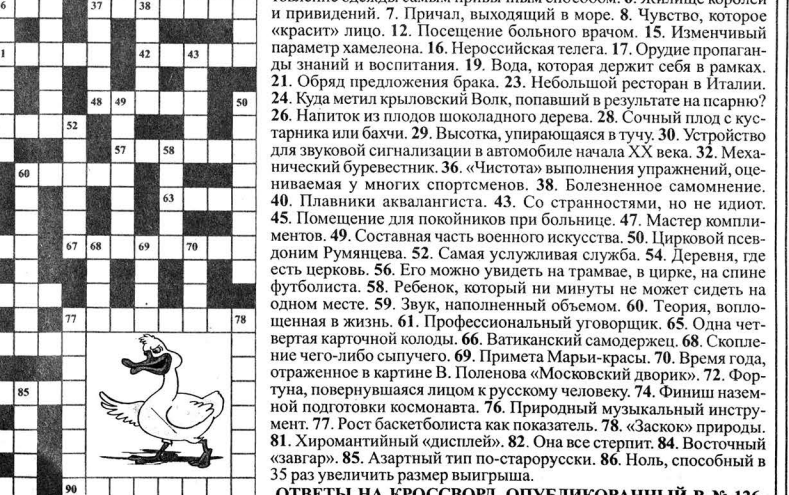 6 37 38
и привидений. 7. Причал, выходящий в море. 8. Чувство, которое
«красит» лицо. 12. Посещение больного врачом. 15. Изменчивый
1 42 43
параметр хамелеона. 16. Нероссийская телега. 17. Орудие пропаган-
ды знаний и воспитания. 19. Вода, которая держит себя в рамках.
21. Обряд предложения брака. 23. Небольшой ресторан в Италии.
48 49 50
24. Куда метил крыловский Волк, попавший в результате на псарню?
26. Напиток из плодов шоколадного дерева. 28. Сочный плод с кус-
52
тарника или бахчи. 29. Высотка, упирающаяся в тучу. 30. Устройство
57 58
для звуковой сигнализации в автомобиле начала XX века. 32. Меха-
60
нический буревестник. 36. «Чистота» выполнения упражнений, оце-
63
ниваемая у многих спортсменов. 38. Болезненное самомнение.
40. Плавники аквалангиста. 43. Со странностями, но не идиот.
45. Помещение для покойников при больнице. 47. Мастер компли-
67 68 69 70
ментов. 49. Составная часть военного искусства. 50. Цирковой псев-
доним Румянцева. 52. Самая услужливая служба. 54. Деревня, где
есть церковь. 56. Его можно увидеть на трамвае, в цирке, на спине
футболиста. 58. Ребенок, который ни минуты не может сидеть на
одном месте. 59. Звук, наполненный объемом. 60. Теория, вопло-
77 78
щенная в жизнь. 61. Профессиональный уговорщик. 65. Одна чет-
вертая карточной колоды. 66. Ватиканский самодержец. 68. Скопле-
ние чего-либо сыпучего. 69. Примета Марьи-красы. 70. Время года,
отраженное в картине В. Поленова «Московский дворик». 72. Фор-
85
туна, повернувшаяся лицом к русскому человеку. 74. Финиш назем-
ной подготовки космонавта. 76. Природный музыкальный инстру-
мент. 77. Рост баскетболиста как показатель. 78. «Заскок» природы.
81. Хиромантийный «дисплей». 82. Она все стерпит. 84. Восточный
«завгар». 85. Азартный тип по-старорусски. 86. Ноль, способный в
35 раз увеличить размер выигрыша.
90
ОТВЕТЫ НА КРОССВОРД, ОПУБЛИКОВАННЫЙ В №